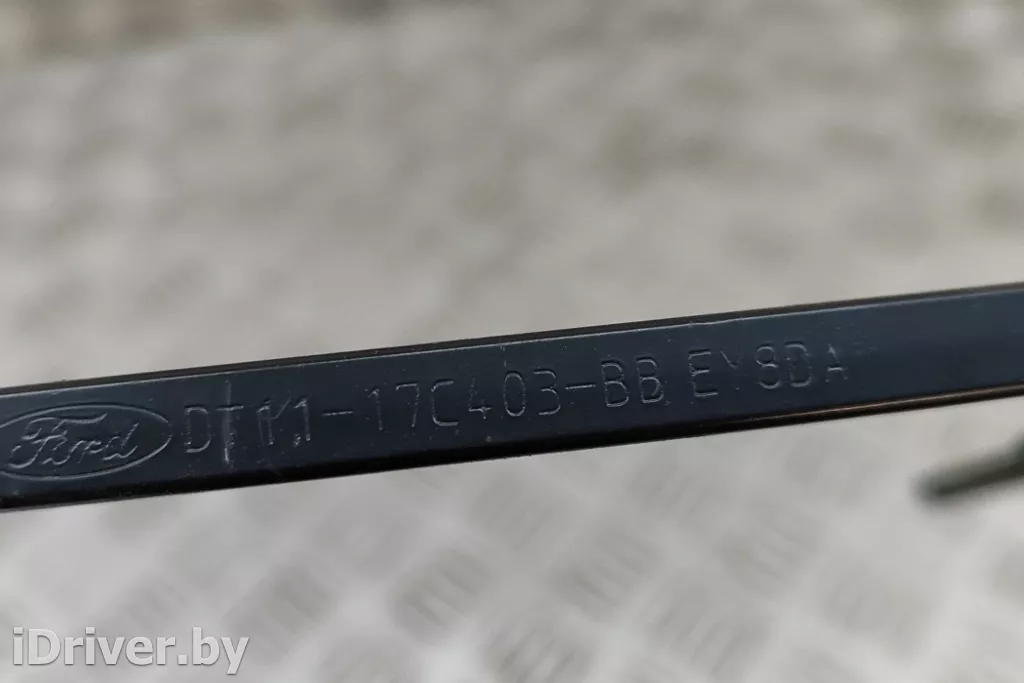 Ford DT11-17C403-BB EY8DA
iDriver.by